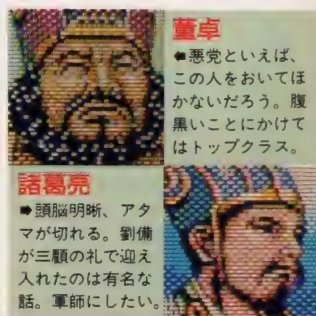 董卓
⬅悪党といえば、
この人をおいてほ
かないだろう。腹
黒いことにかけて
はトップクラス。
諸葛亮
➡頭脳明晰、アタ
マが切れる。劉備
が三顧の礼で迎え
入れたのは有名な
話。軍師にしたい。